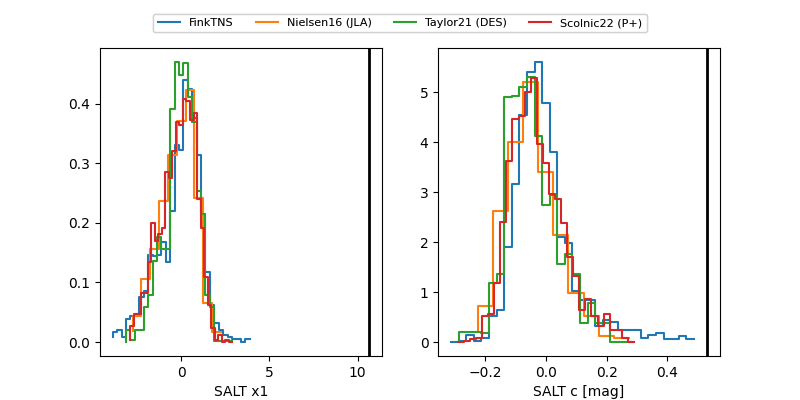 FinkTNS Nielsen16 (JLA) Taylor21 (DES) Scolnic22 (P+)
0.4
0.3
0.2
0.1
0.0
0 5 10
SALT x1
5
4
3
2
1
0
−0.2 0.0 0.2 0.4
SALT c [mag]